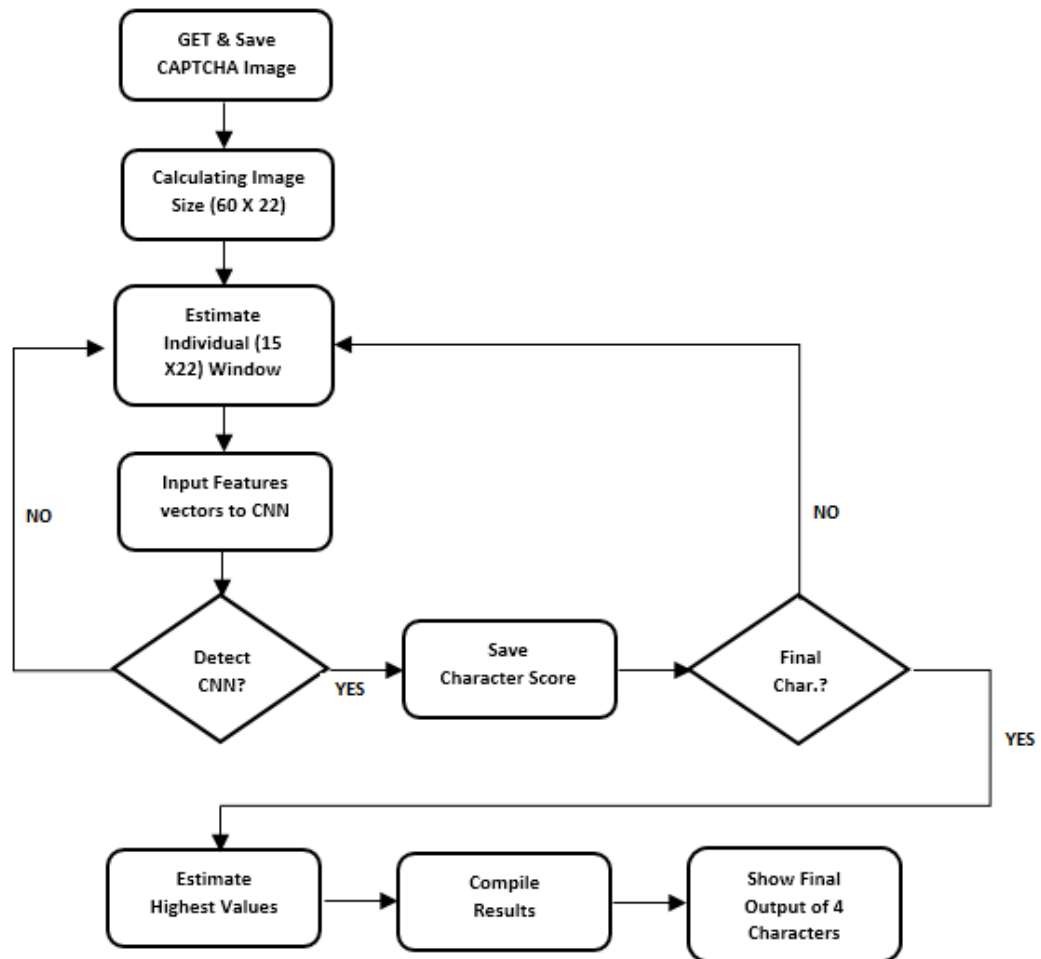 GET & Save
CAPTCHA Image
Calculating Image
Size (60 X 22)
Estimate
Individual (15
X22) Window
Input Features
vectors to CNN
NO
NO
Detect
CNN?
YES
Save
Character Score
Final
Char.?
YES
Estimate
Highest Values
Compile
Results
Show Final
Output of 4
Characters